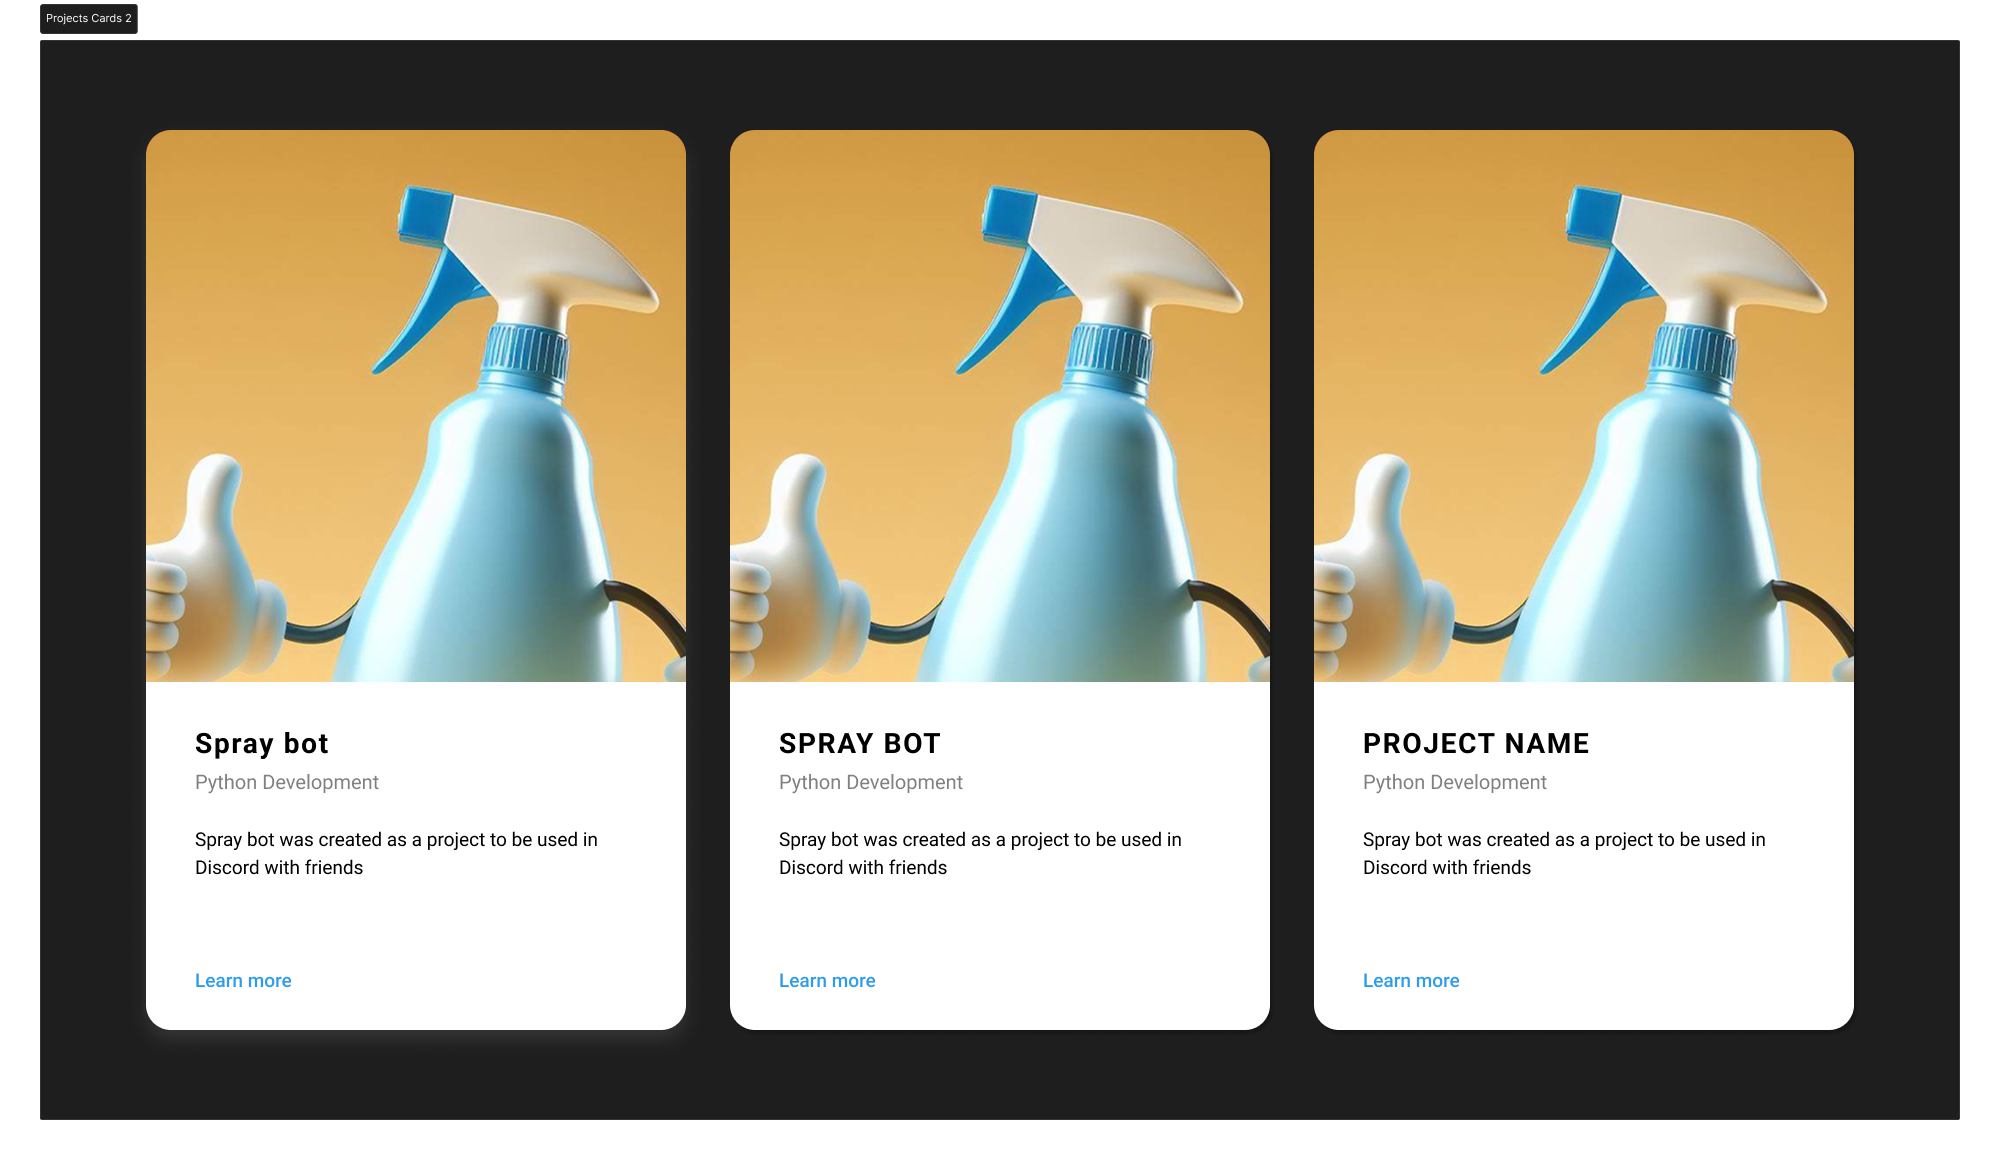 Projects Cards 2
Spray bot
Python Development
Spray bot was created as a project to be used in
Discord with friends
Learn more
SPRAY BOT
Python Development
Spray bot was created as a project to be used in
Discord with friends
Learn more
PROJECT NAME
Python Development
Spray bot was created as a project to be used in
Discord with friends
Learn more